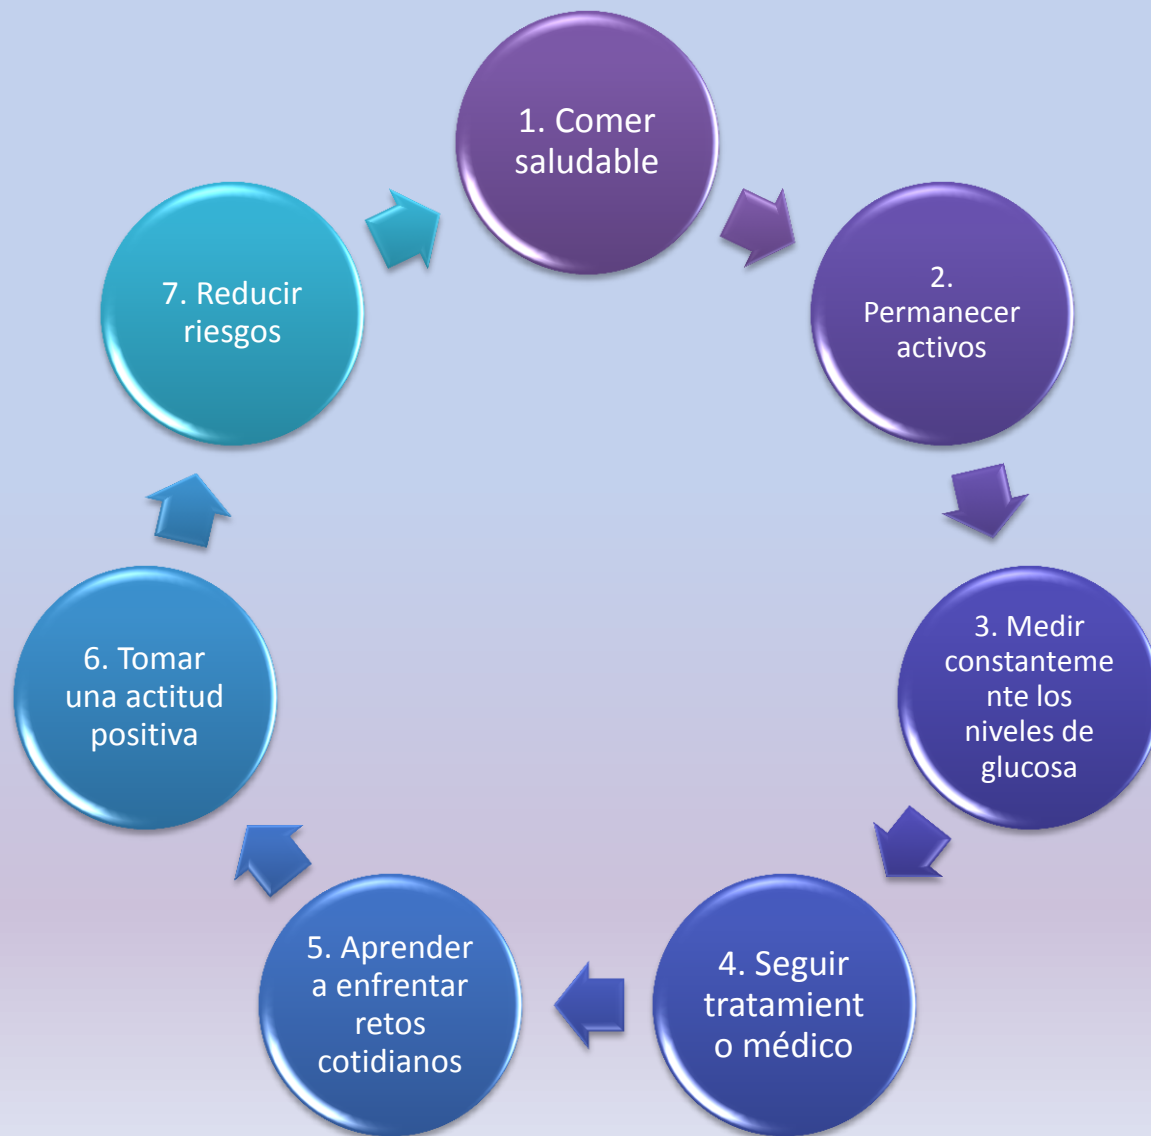 1. Comer
saludable
2.
Permanecer
activos
3. Medir
constanteme
nte los
niveles de
glucosa
4. Seguir
tratamient
o médico
5. Aprender
a enfrentar
retos
cotidianos
6. Tomar
una actitud
positiva
7. Reducir
riesgos